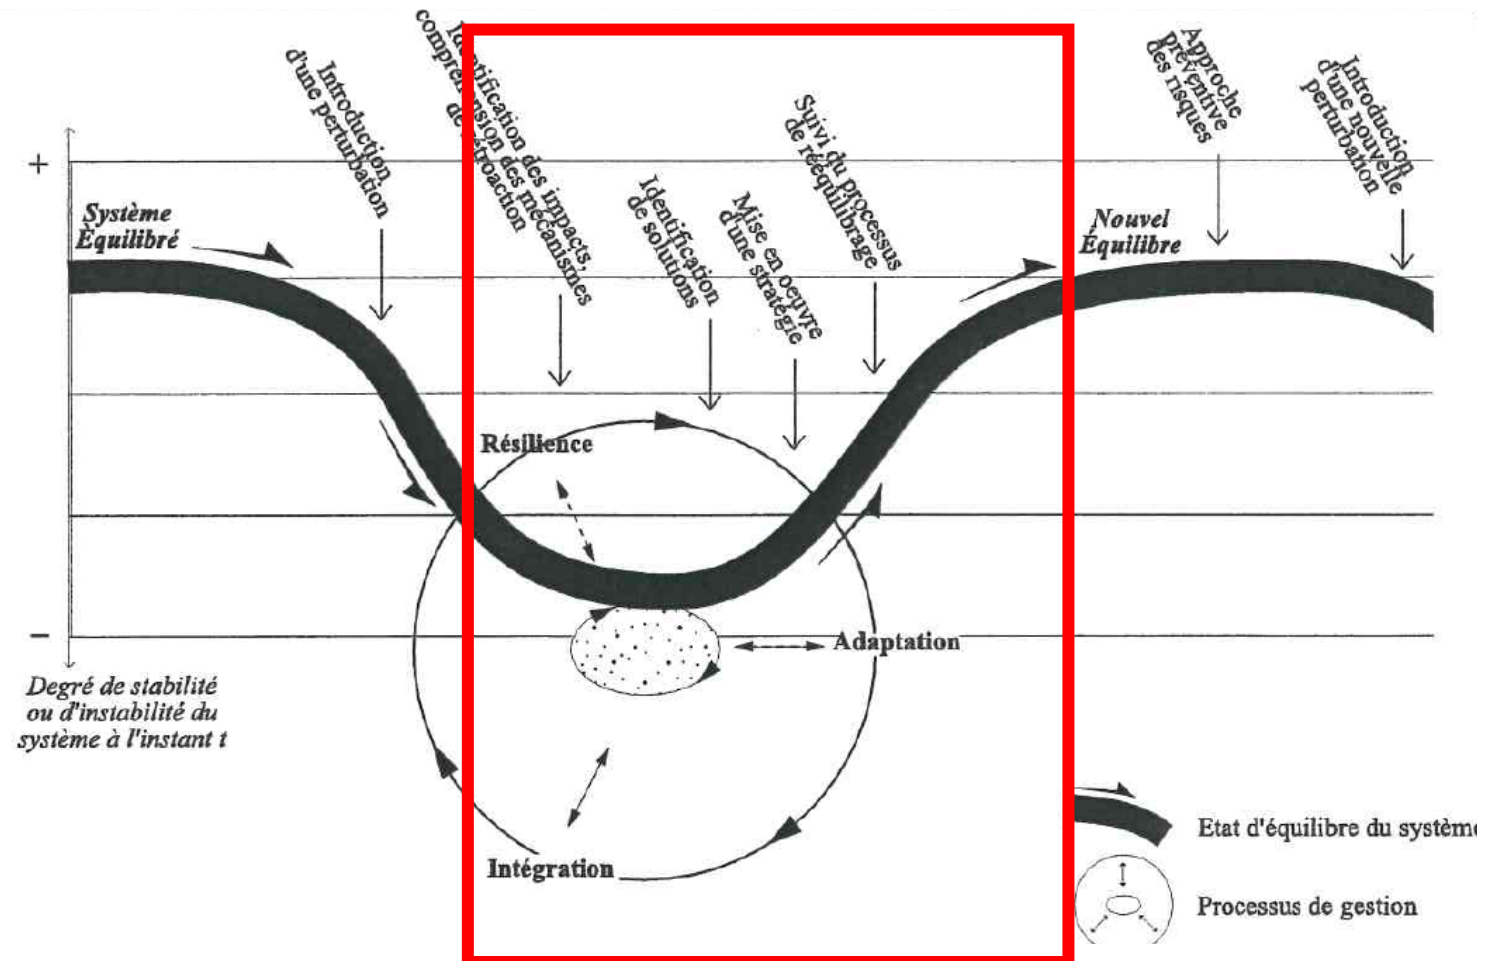 +
Système
Équilibré
Introduction
d'une perturbation
Identification des impacts,
compréhension des mécanismes
de rétroaction
Identification
de solutions
Mise en oeuvre
d'une stratégie
Suivi du processus
de rééquilibrage
Nouvel
Équilibre
Approche
préventive
des risques
Introduction
d'une nouvelle
perturbation
Résilience
Adaptation
Intégration
–
Degré de stabilité
ou d'instabilité du
système à l'instant t
Etat d'équilibre du système
Processus de gestion